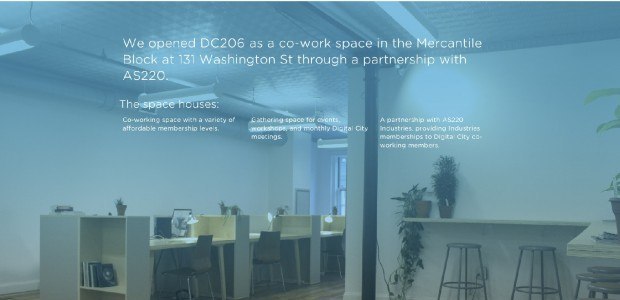 We opened DC206 as a co-work space in the Mercantile
Block at 131 Washington St through a partnership with
AS220.
The space houses:
Co-working space with a variety of
affordable membership levels.
Gathering space for events,
workshops, and monthly Digital City
meetings.
A partnership with AS220
Industries, providing Industries
memberships to Digital City co-
working members.